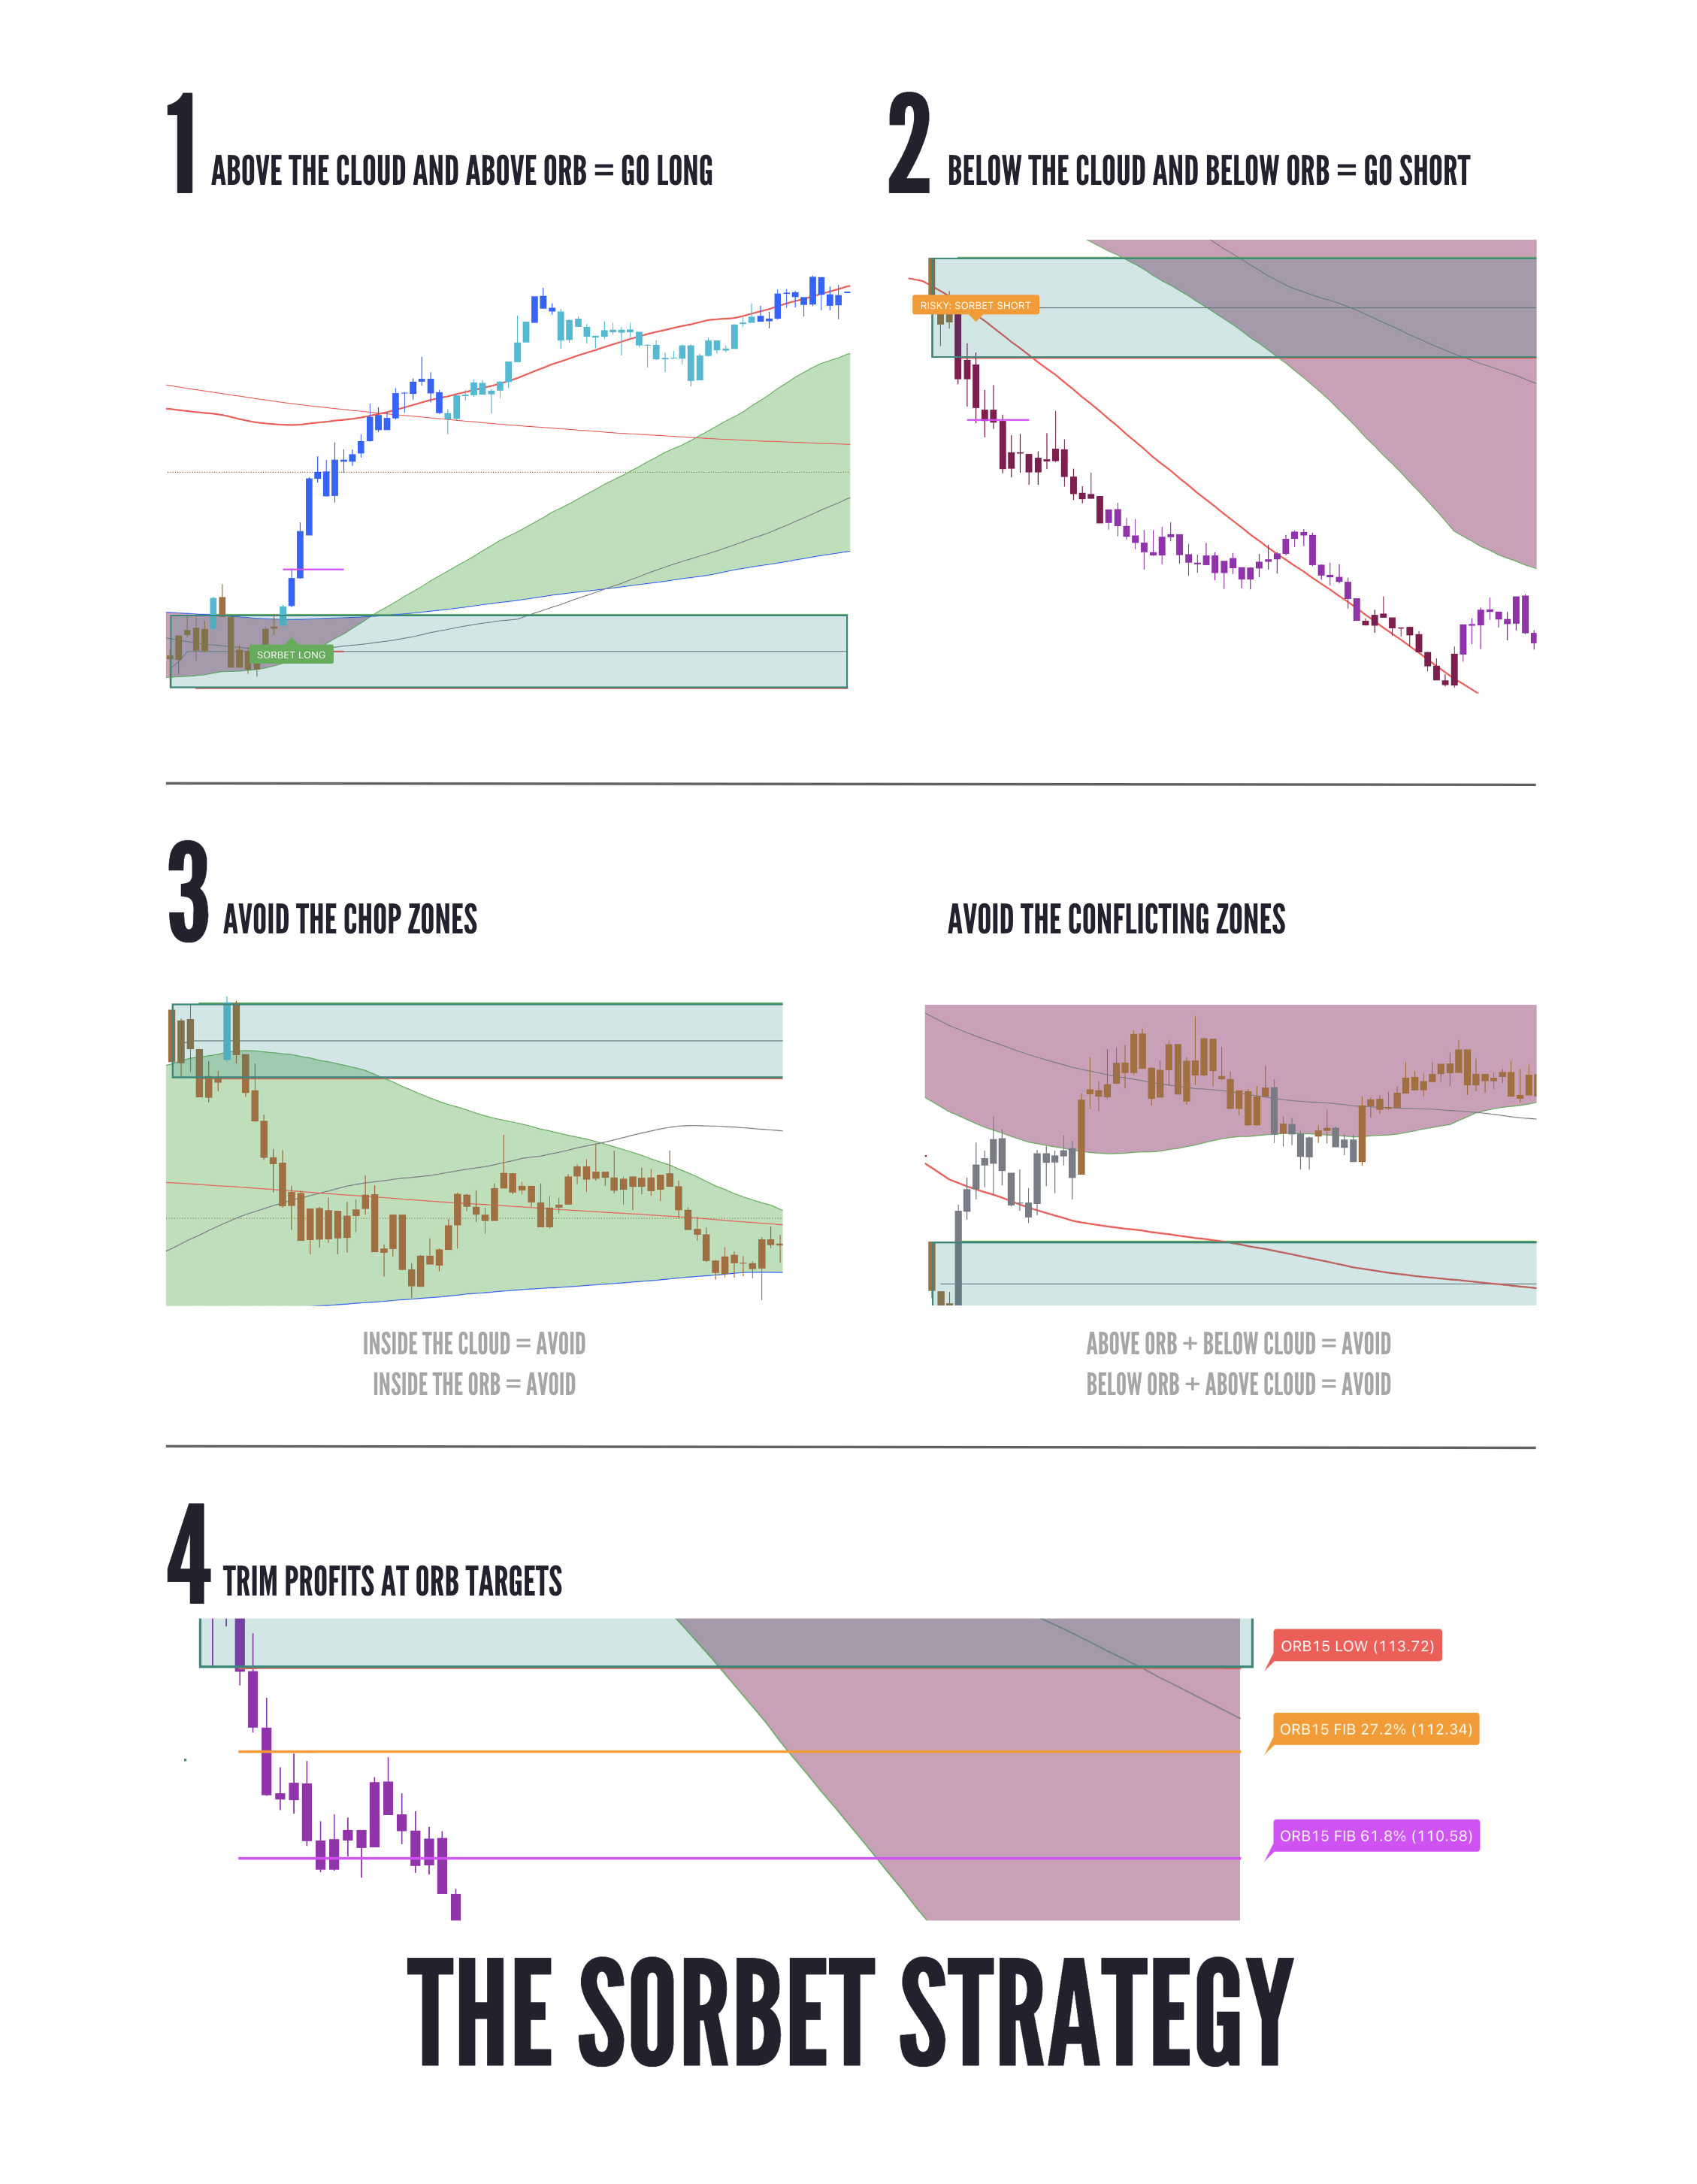 1 ABOVE THE CLOUD AND ABOVE ORB = GO LONG
2 BELOW THE CLOUD AND BELOW ORB = GO SHORT
RISKY: SORBET SHORT
SORBET LONG
3 AVOID THE CHOP ZONES
AVOID THE CONFLICTING ZONES
INSIDE THE CLOUD = AVOID
INSIDE THE ORB = AVOID
ABOVE ORB + BELOW CLOUD = AVOID
BELOW ORB + ABOVE CLOUD = AVOID
4 TRIM PROFITS AT ORB TARGETS
ORB15 LOW (113.72)
ORB15 FIB 27.2% (112.34)
ORB15 FIB 61.8% (110.58)
THE SORBET STRATEGY